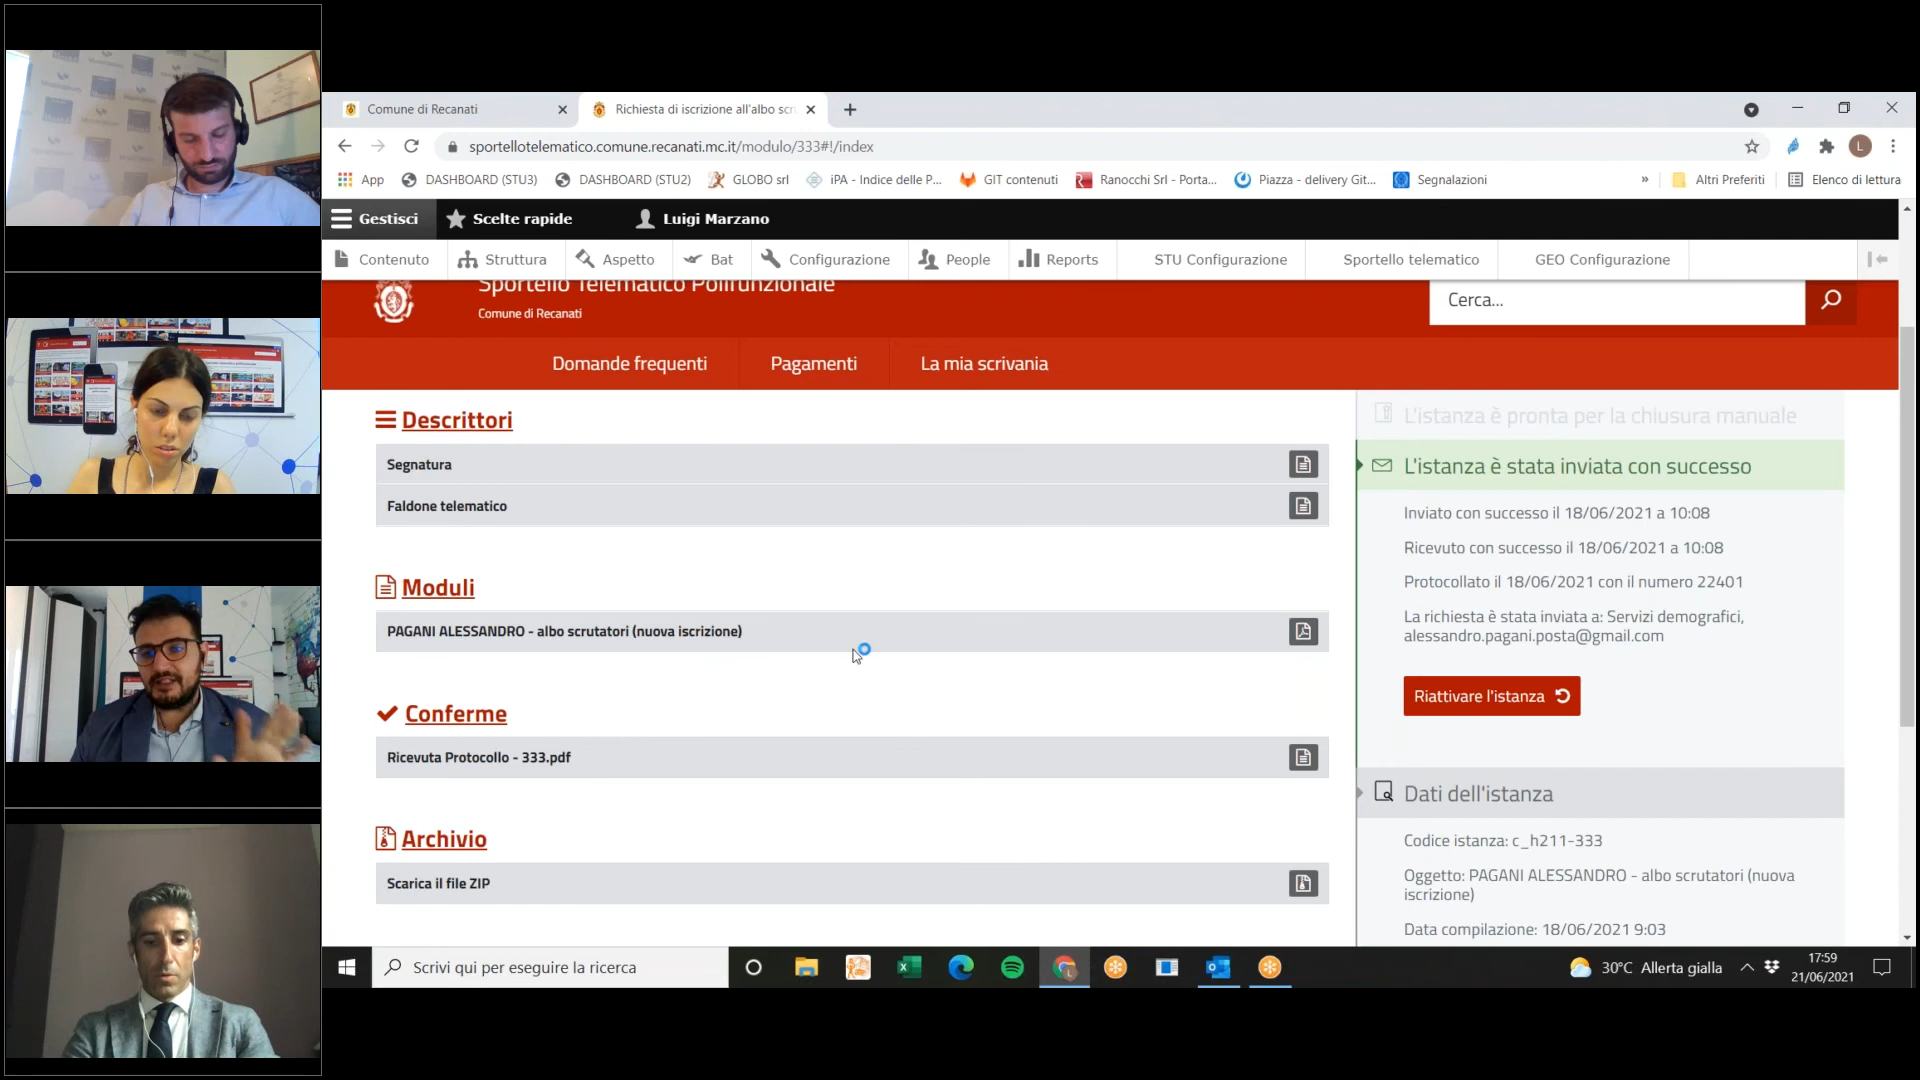 Comune di Recanati
Richiesta di iscrizione all'albo scr
sportellotelematico.comune.recanati.mc.it/modulo/333#!/index
L
App
DASHBOARD (STU3)
DASHBOARD (STU2)
GLOBO srl
iPA - Indice delle P...
GIT contenuti
Ranocchi Srl - Porta...
Piazza - delivery Git...
Segnalazioni
»
Altri Preferiti
Elenco di lettura
Gestisci
Scelte rapide
Luigi Marzano
Contenuto
Struttura
Aspetto
Bat
Configurazione
People
Reports
STU Configurazione
Sportello telematico
GEO Configurazione
Sportello Telematico Polifunzionale
Comune di Recanati
Cerca...
Domande frequenti
Pagamenti
La mia scrivania
Descrittori
Segnatura
Faldone telematico
Moduli
PAGANI ALESSANDRO - albo scrutatori (nuova iscrizione)
Conferme
Ricevuta Protocollo - 333.pdf
Archivio
Scarica il file ZIP
L'istanza è pronta per la chiusura manuale
L'istanza è stata inviata con successo
Inviato con successo il 18/06/2021 a 10:08
Ricevuto con successo il 18/06/2021 a 10:08
Protocollato il 18/06/2021 con il numero 22401
La richiesta è stata inviata a: Servizi demografici,
alessandro.pagani.posta@gmail.com
Riattivare l'istanza
Dati dell'istanza
Codice istanza: c_h211-333
Oggetto: PAGANI ALESSANDRO - albo scrutatori (nuova
iscrizione)
Data compilazione: 18/06/2021 9:03
Scrivi qui per eseguire la ricerca
30°C Allerta gialla
17:59
21/06/2021